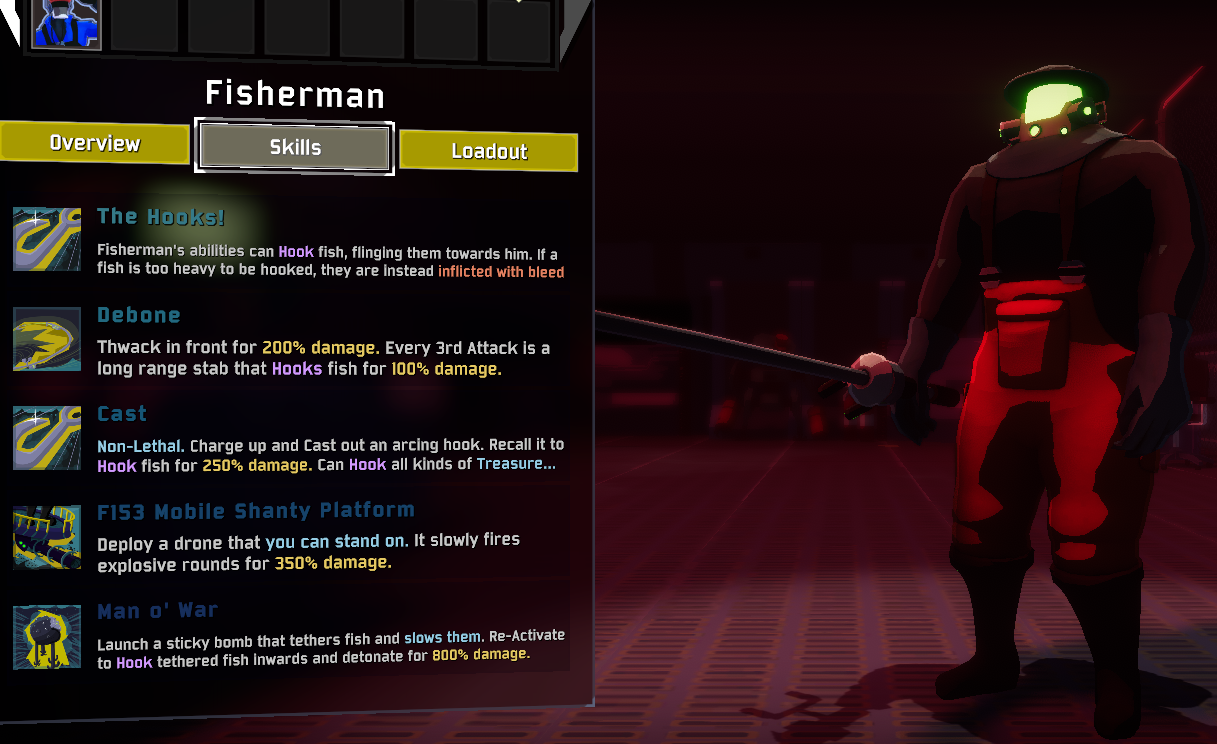 Fisherman
Overview
Skills
Loadout
The Hooks!
Fisherman's abilities can Hook fish, flinging them towards him. If a
fish is too heavy to be hooked, they are instead inflicted with bleed
Debone
Thwack in front for 200% damage. Every 3rd Attack is a
long range stab that Hooks fish for 100% damage.
Cast
Non-Lethal. Charge up and Cast out an arcing hook. Recall it to
Hook fish for 250% damage. Can Hook all kinds of Treasure...
F153 Mobile Shanty Platform
Deploy a drone that you can stand on. It slowly fires
explosive rounds for 350% damage.
Man o' War
Launch a sticky bomb that tethers fish and slows them. Re-Activate
to Hook tethered fish inwards and detonate for 800% damage.